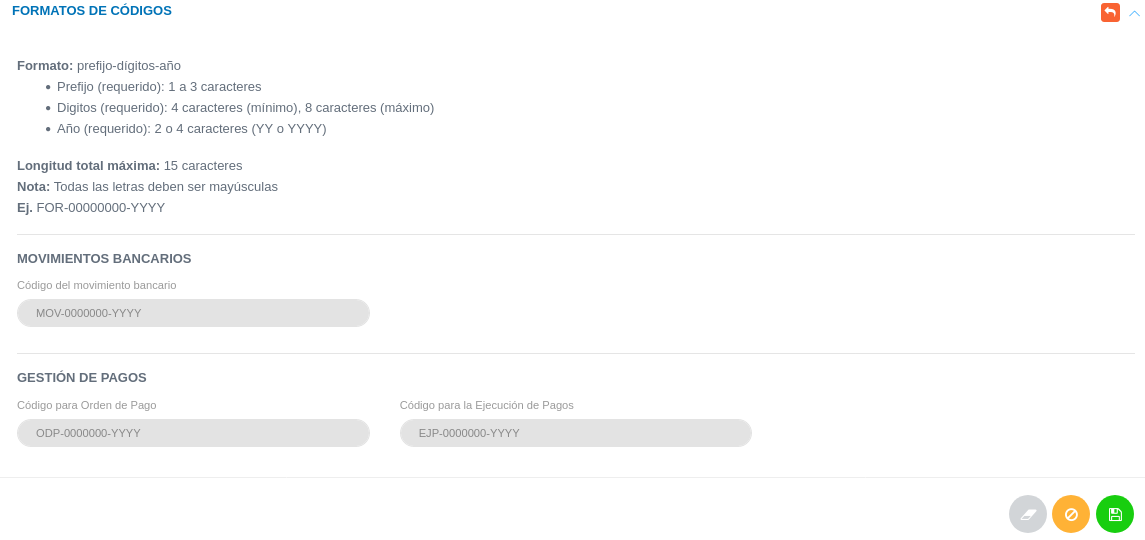 FORMATOS DE CÓDIGOS
Formato: prefijo-dígitos-año
• Prefijo (requerido): 1 a 3 caracteres
• Digitos (requerido): 4 caracteres (mínimo), 8 caracteres (máximo)
• Año (requerido): 2 o 4 caracteres (YY o YYYY)
Longitud total máxima: 15 caracteres
Nota: Todas las letras deben ser mayúsculas
Ej. FOR-00000000-YYYY
MOVIMIENTOS BANCARIOS
Código del movimiento bancario
MOV-0000000-YYYY
GESTIÓN DE PAGOS
Código para Orden de Pago
ODP-0000000-YYYY
Código para la Ejecución de Pagos
EJP-0000000-YYYY